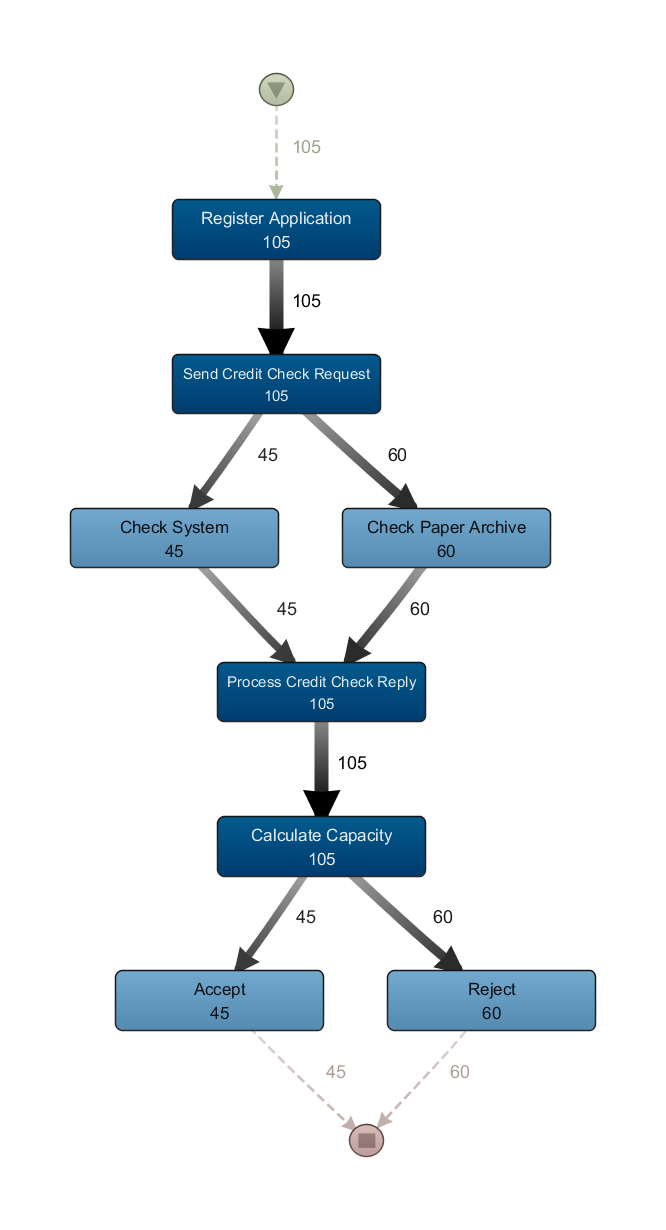 105
Register Application
105
105
Send Credit Check Request
105
45
60
Check System
45
Check Paper Archive
60
45
60
Process Credit Check Reply
105
105
Calculate Capacity
105
45
60
Accept
45
Reject
60
45
60